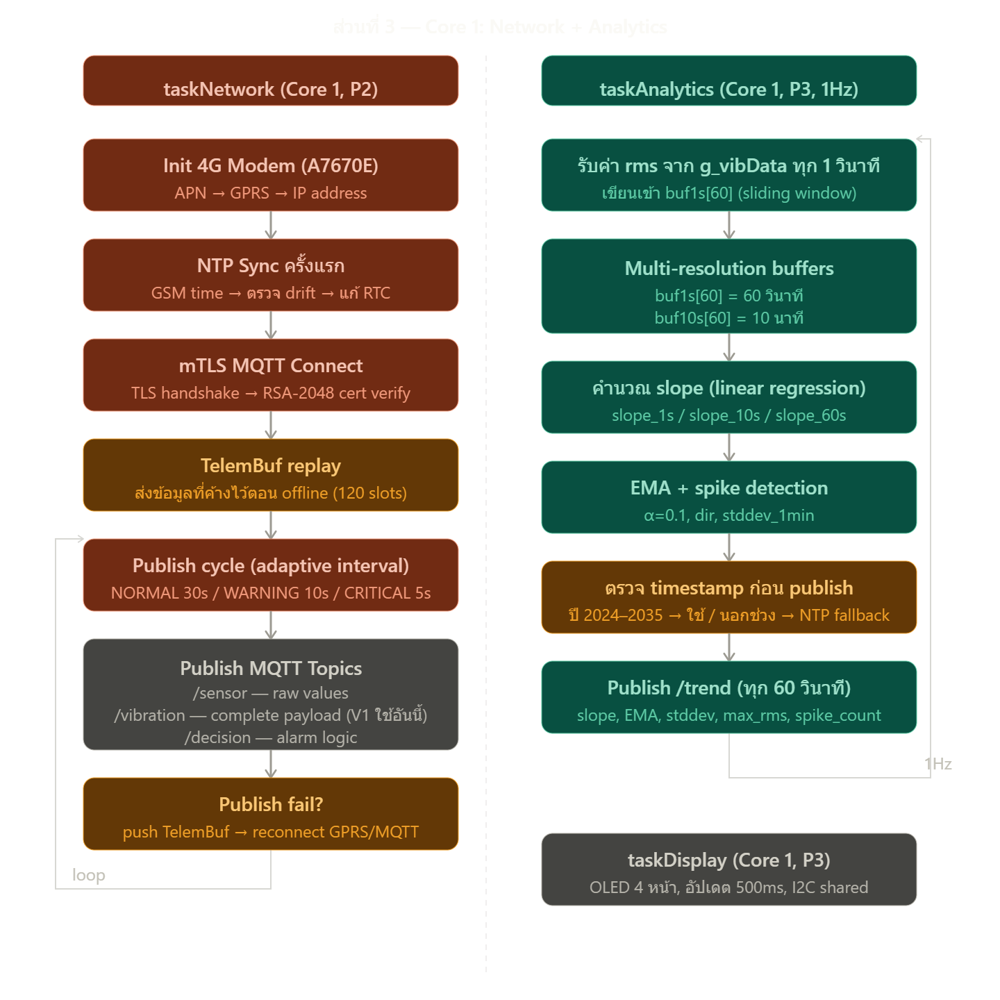 ส่วนที่ 3 — Core 1: Network + Analytics
taskNetwork (Core 1, P2)
Init 4G Modem (A7670E)
APN → GPRS → IP address
NTP Sync ครั้งแรก
GSM time → ตรวจ drift → แก้ RTC
mTLS MQTT Connect
TLS handshake → RSA-2048 cert verify
TelemBuf replay
ส่งข้อมูลที่ค้างไว้ตอน offline (120 slots)
Publish cycle (adaptive interval)
NORMAL 30s / WARNING 10s / CRITICAL 5s
Publish MQTT Topics
/sensor — raw values
/vibration — complete payload (V1 ใช้อันนี้)
/decision — alarm logic
Publish fail?
push TelemBuf → reconnect GPRS/MQTT
loop
taskAnalytics (Core 1, P3, 1Hz)
รับค่า rms จาก g_vibData ทุก 1 วินาที
เขียนเข้า buf1s[60] (sliding window)
Multi-resolution buffers
buf1s[60] = 60 วินาที
buf10s[60] = 10 นาที
คำนวณ slope (linear regression)
slope_1s / slope_10s / slope_60s
EMA + spike detection
α=0.1, dir, stddev_1min
ตรวจ timestamp ก่อน publish
ปี 2024–2035 → ใช้ / นอกช่วง → NTP fallback
Publish /trend (ทุก 60 วินาที)
slope, EMA, stddev, max_rms, spike_count
1Hz
taskDisplay (Core 1, P3)
OLED 4 หน้า, อัปเดต 500ms, I2C shared